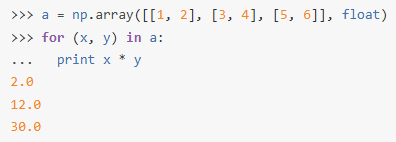 >>> a = np.array([[1, 2], [3, 4], [5, 6]], float)
>>> for (x, y) in a:
...   print x * y
2.0
12.0
30.0